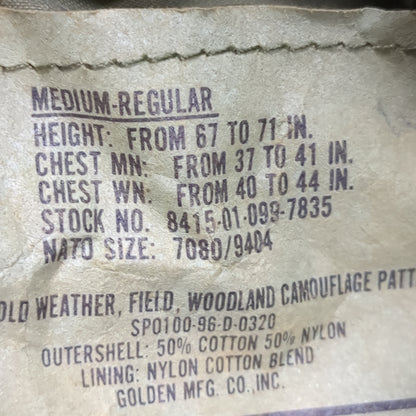 MEDIUM-REGULAR
HEIGHT: FROM 67 TO 71 IN.
CHEST MN: FROM 37 TO 41 IN.
CHEST WN: FROM 40 TO 44 IN.
STOCK NO. 8415-01-099-7835
NATO SIZE: 7080/9404
OLD WEATHER, FIELD, WOODLAND CAMOUFLAGE PATT
SPO100-96-D-0320
OUTERSHELL: 50% COTTON 50% NYLON
LINING: NYLON COTTON BLEND
GOLDEN MFG. CO., INC.